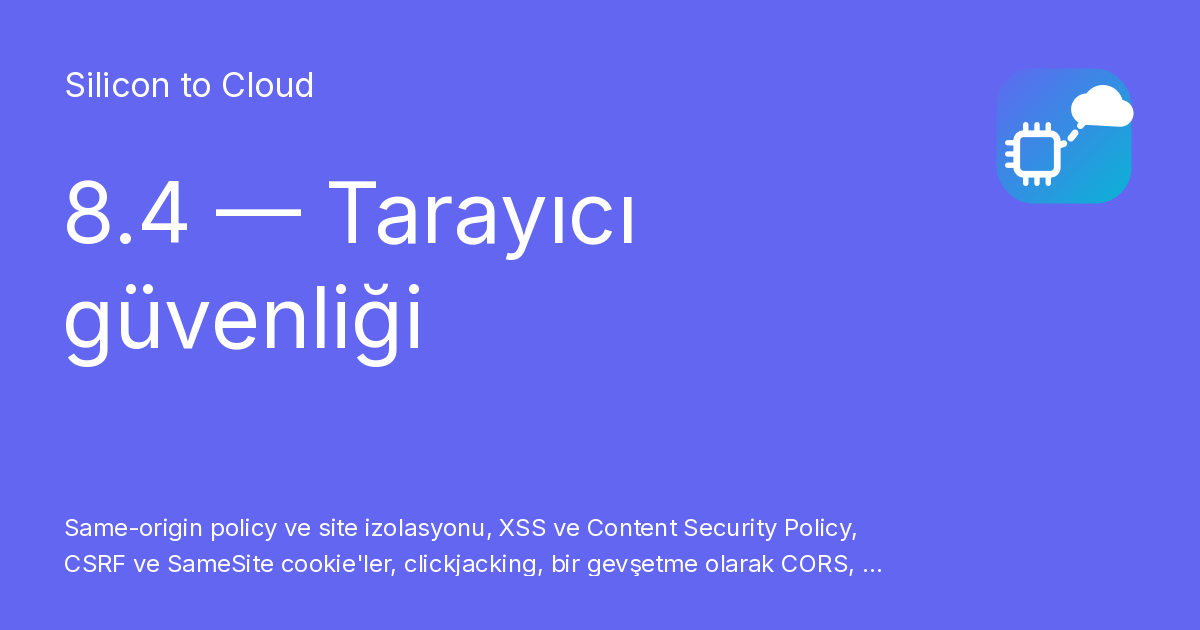 Silicon to Cloud
8.4 — Tarayıcı
güvenliği
Same-origin policy ve site izolasyonu, XSS ve Content Security Policy,
CSRF ve SameSite cookie'ler, clickjacking, bir gevşetme olarak CORS, ...